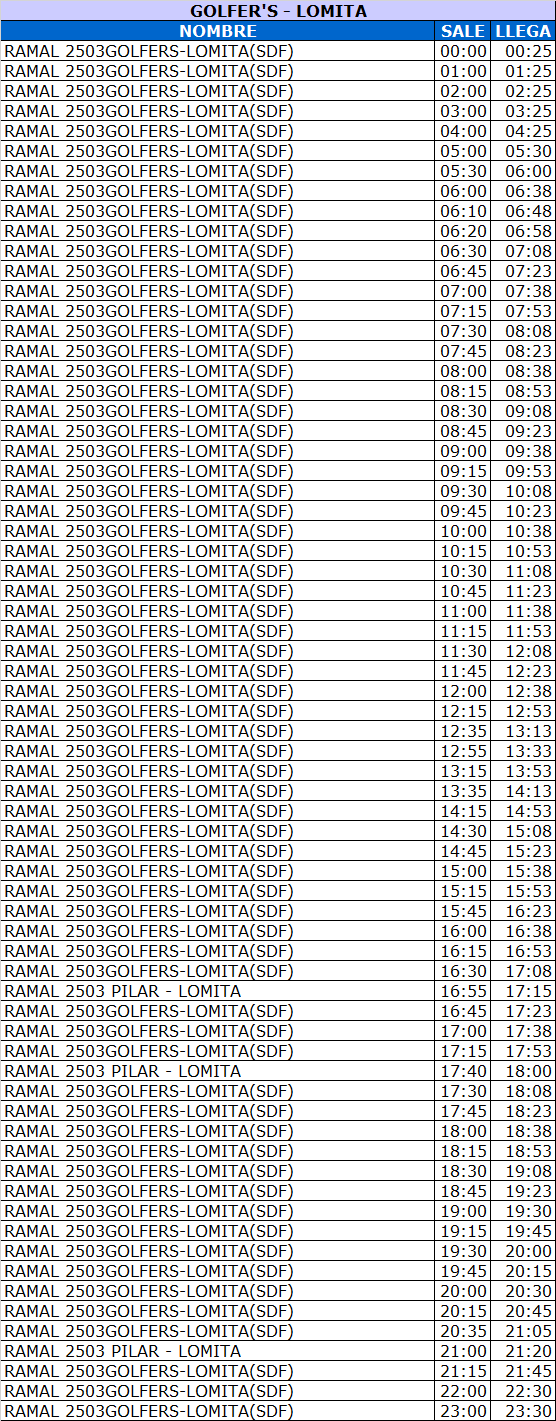 GOLFER'S - LOMITA
NOMBRE SALE LLEGA
RAMAL 2503GOLFERS-LOMITA(SDF) 00:00 00:25
RAMAL 2503GOLFERS-LOMITA(SDF) 01:00 01:25
RAMAL 2503GOLFERS-LOMITA(SDF) 02:00 02:25
RAMAL 2503GOLFERS-LOMITA(SDF) 03:00 03:25
RAMAL 2503GOLFERS-LOMITA(SDF) 04:00 04:25
RAMAL 2503GOLFERS-LOMITA(SDF) 05:00 05:30
RAMAL 2503GOLFERS-LOMITA(SDF) 05:30 06:00
RAMAL 2503GOLFERS-LOMITA(SDF) 06:00 06:38
RAMAL 2503GOLFERS-LOMITA(SDF) 06:10 06:48
RAMAL 2503GOLFERS-LOMITA(SDF) 06:20 06:58
RAMAL 2503GOLFERS-LOMITA(SDF) 06:30 07:08
RAMAL 2503GOLFERS-LOMITA(SDF) 06:45 07:23
RAMAL 2503GOLFERS-LOMITA(SDF) 07:00 07:38
RAMAL 2503GOLFERS-LOMITA(SDF) 07:15 07:53
RAMAL 2503GOLFERS-LOMITA(SDF) 07:30 08:08
RAMAL 2503GOLFERS-LOMITA(SDF) 07:45 08:23
RAMAL 2503GOLFERS-LOMITA(SDF) 08:00 08:38
RAMAL 2503GOLFERS-LOMITA(SDF) 08:15 08:53
RAMAL 2503GOLFERS-LOMITA(SDF) 08:30 09:08
RAMAL 2503GOLFERS-LOMITA(SDF) 08:45 09:23
RAMAL 2503GOLFERS-LOMITA(SDF) 09:00 09:38
RAMAL 2503GOLFERS-LOMITA(SDF) 09:15 09:53
RAMAL 2503GOLFERS-LOMITA(SDF) 09:30 10:08
RAMAL 2503GOLFERS-LOMITA(SDF) 09:45 10:23
RAMAL 2503GOLFERS-LOMITA(SDF) 10:00 10:38
RAMAL 2503GOLFERS-LOMITA(SDF) 10:15 10:53
RAMAL 2503GOLFERS-LOMITA(SDF) 10:30 11:08
RAMAL 2503GOLFERS-LOMITA(SDF) 10:45 11:23
RAMAL 2503GOLFERS-LOMITA(SDF) 11:00 11:38
RAMAL 2503GOLFERS-LOMITA(SDF) 11:15 11:53
RAMAL 2503GOLFERS-LOMITA(SDF) 11:30 12:08
RAMAL 2503GOLFERS-LOMITA(SDF) 11:45 12:23
RAMAL 2503GOLFERS-LOMITA(SDF) 12:00 12:38
RAMAL 2503GOLFERS-LOMITA(SDF) 12:15 12:53
RAMAL 2503GOLFERS-LOMITA(SDF) 12:35 13:13
RAMAL 2503GOLFERS-LOMITA(SDF) 12:55 13:33
RAMAL 2503GOLFERS-LOMITA(SDF) 13:15 13:53
RAMAL 2503GOLFERS-LOMITA(SDF) 13:35 14:13
RAMAL 2503GOLFERS-LOMITA(SDF) 14:15 14:53
RAMAL 2503GOLFERS-LOMITA(SDF) 14:30 15:08
RAMAL 2503GOLFERS-LOMITA(SDF) 14:45 15:23
RAMAL 2503GOLFERS-LOMITA(SDF) 15:00 15:38
RAMAL 2503GOLFERS-LOMITA(SDF) 15:15 15:53
RAMAL 2503GOLFERS-LOMITA(SDF) 15:45 16:23
RAMAL 2503GOLFERS-LOMITA(SDF) 16:00 16:38
RAMAL 2503GOLFERS-LOMITA(SDF) 16:15 16:53
RAMAL 2503GOLFERS-LOMITA(SDF) 16:30 17:08
RAMAL 2503 PILAR - LOMITA 16:55 17:15
RAMAL 2503GOLFERS-LOMITA(SDF) 16:45 17:23
RAMAL 2503GOLFERS-LOMITA(SDF) 17:00 17:38
RAMAL 2503GOLFERS-LOMITA(SDF) 17:15 17:53
RAMAL 2503 PILAR - LOMITA 17:40 18:00
RAMAL 2503GOLFERS-LOMITA(SDF) 17:30 18:08
RAMAL 2503GOLFERS-LOMITA(SDF) 17:45 18:23
RAMAL 2503GOLFERS-LOMITA(SDF) 18:00 18:38
RAMAL 2503GOLFERS-LOMITA(SDF) 18:15 18:53
RAMAL 2503GOLFERS-LOMITA(SDF) 18:30 19:08
RAMAL 2503GOLFERS-LOMITA(SDF) 18:45 19:23
RAMAL 2503GOLFERS-LOMITA(SDF) 19:00 19:30
RAMAL 2503GOLFERS-LOMITA(SDF) 19:15 19:45
RAMAL 2503GOLFERS-LOMITA(SDF) 19:30 20:00
RAMAL 2503GOLFERS-LOMITA(SDF) 19:45 20:15
RAMAL 2503GOLFERS-LOMITA(SDF) 20:00 20:30
RAMAL 2503GOLFERS-LOMITA(SDF) 20:15 20:45
RAMAL 2503GOLFERS-LOMITA(SDF) 20:35 21:05
RAMAL 2503 PILAR - LOMITA 21:00 21:20
RAMAL 2503GOLFERS-LOMITA(SDF) 21:15 21:45
RAMAL 2503GOLFERS-LOMITA(SDF) 22:00 22:30
RAMAL 2503GOLFERS-LOMITA(SDF) 23:00 23:30